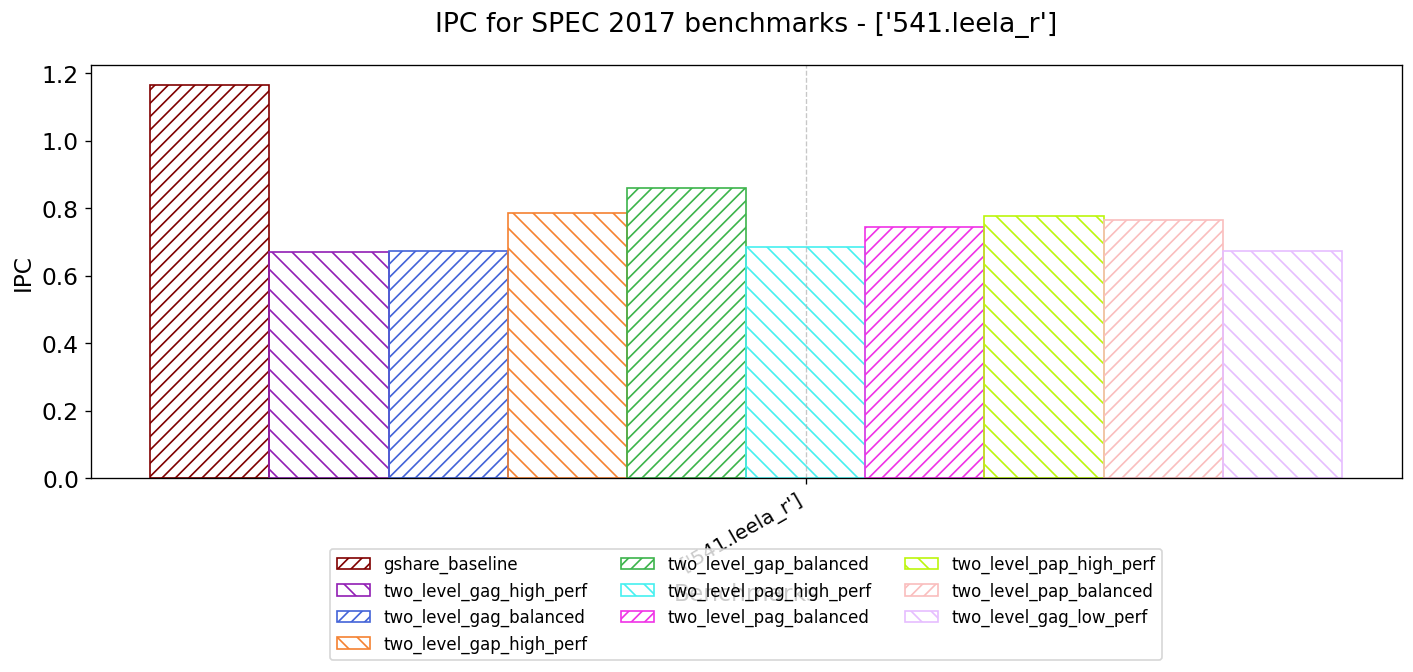 IPC for SPEC 2017 benchmarks - ['541.leela_r']
IPC
1.2
1.0
0.8
0.6
0.4
0.2
0.0
['541.leela_r']
Benchmarks
gshare_baseline
two_level_gag_high_perf
two_level_gag_balanced
two_level_gap_high_perf
two_level_gap_balanced
two_level_pag_high_perf
two_level_pag_balanced
two_level_pap_high_perf
two_level_pap_balanced
two_level_gag_low_perf